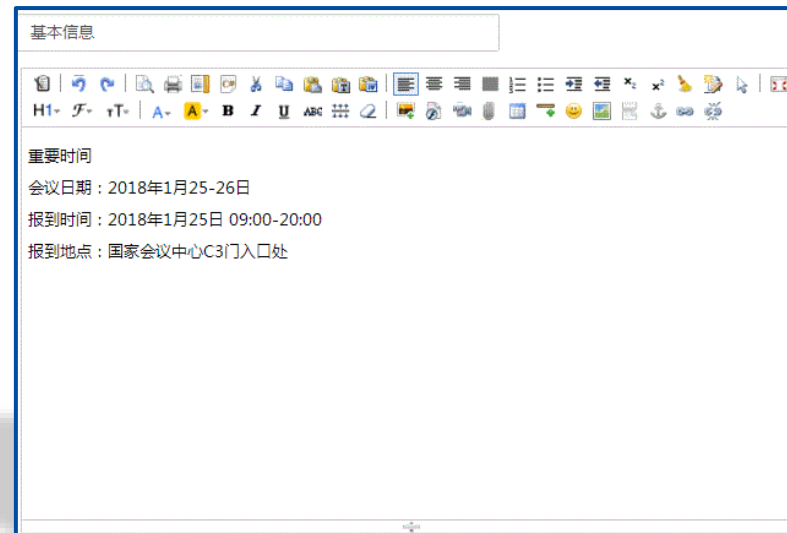 基本信息
H1 F тT A A B I U ABC
重要时间
会议日期：2018年1月25-26日
报到时间：2018年1月25日 09:00-20:00
报到地点：国家会议中心C3门入口处